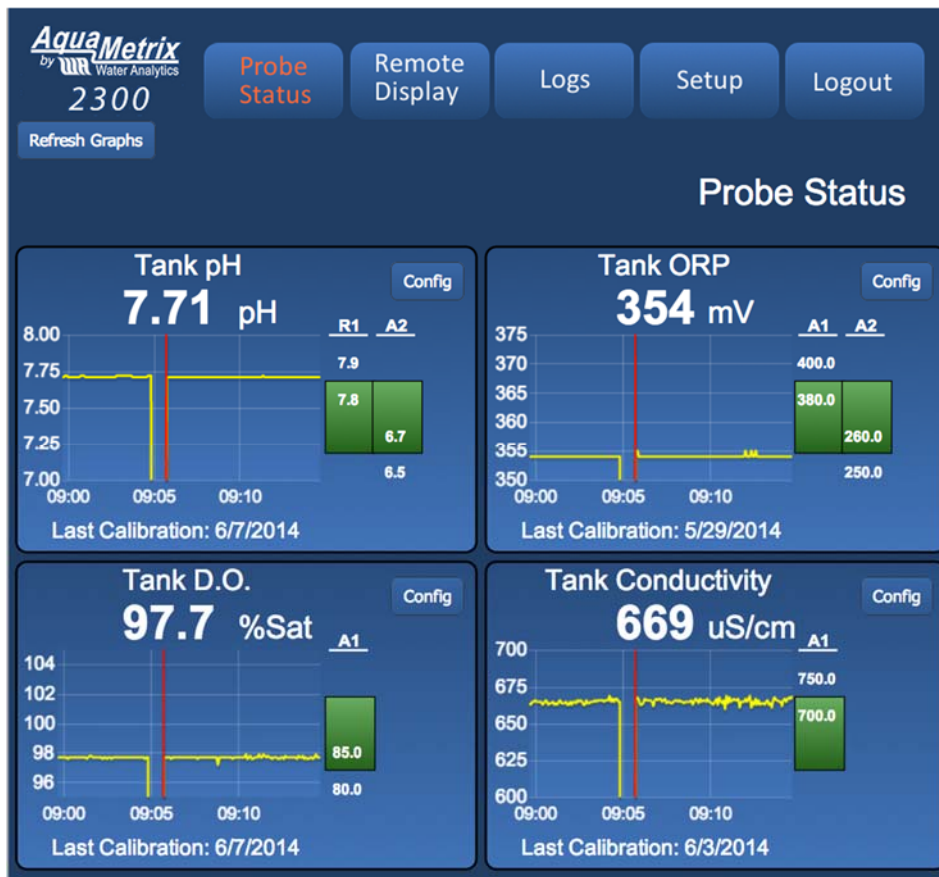 AquaMetrix
by WA Water Analytics
2300
Probe Status
Remote Display
Logs
Setup
Logout
Refresh Graphs
Probe Status
Tank pH
Config
7.71 pH
R1 A2
8.00
7.9
7.75
7.8
7.50
6.7
7.25
6.5
7.00
09:00 09:05 09:10
Last Calibration: 6/7/2014
Tank ORP
Config
354 mV
A1 A2
375
400.0
370
365
380.0
360
260.0
355
250.0
350
09:00 09:05 09:10
Last Calibration: 5/29/2014
Tank D.O.
Config
97.7 %Sat
A1
104
102
100
98
85.0
96
80.0
09:00 09:05 09:10
Last Calibration: 6/7/2014
Tank Conductivity
Config
669 uS/cm
A1
700
750.0
675
700.0
650
625
600
09:00 09:05 09:10
Last Calibration: 6/3/2014